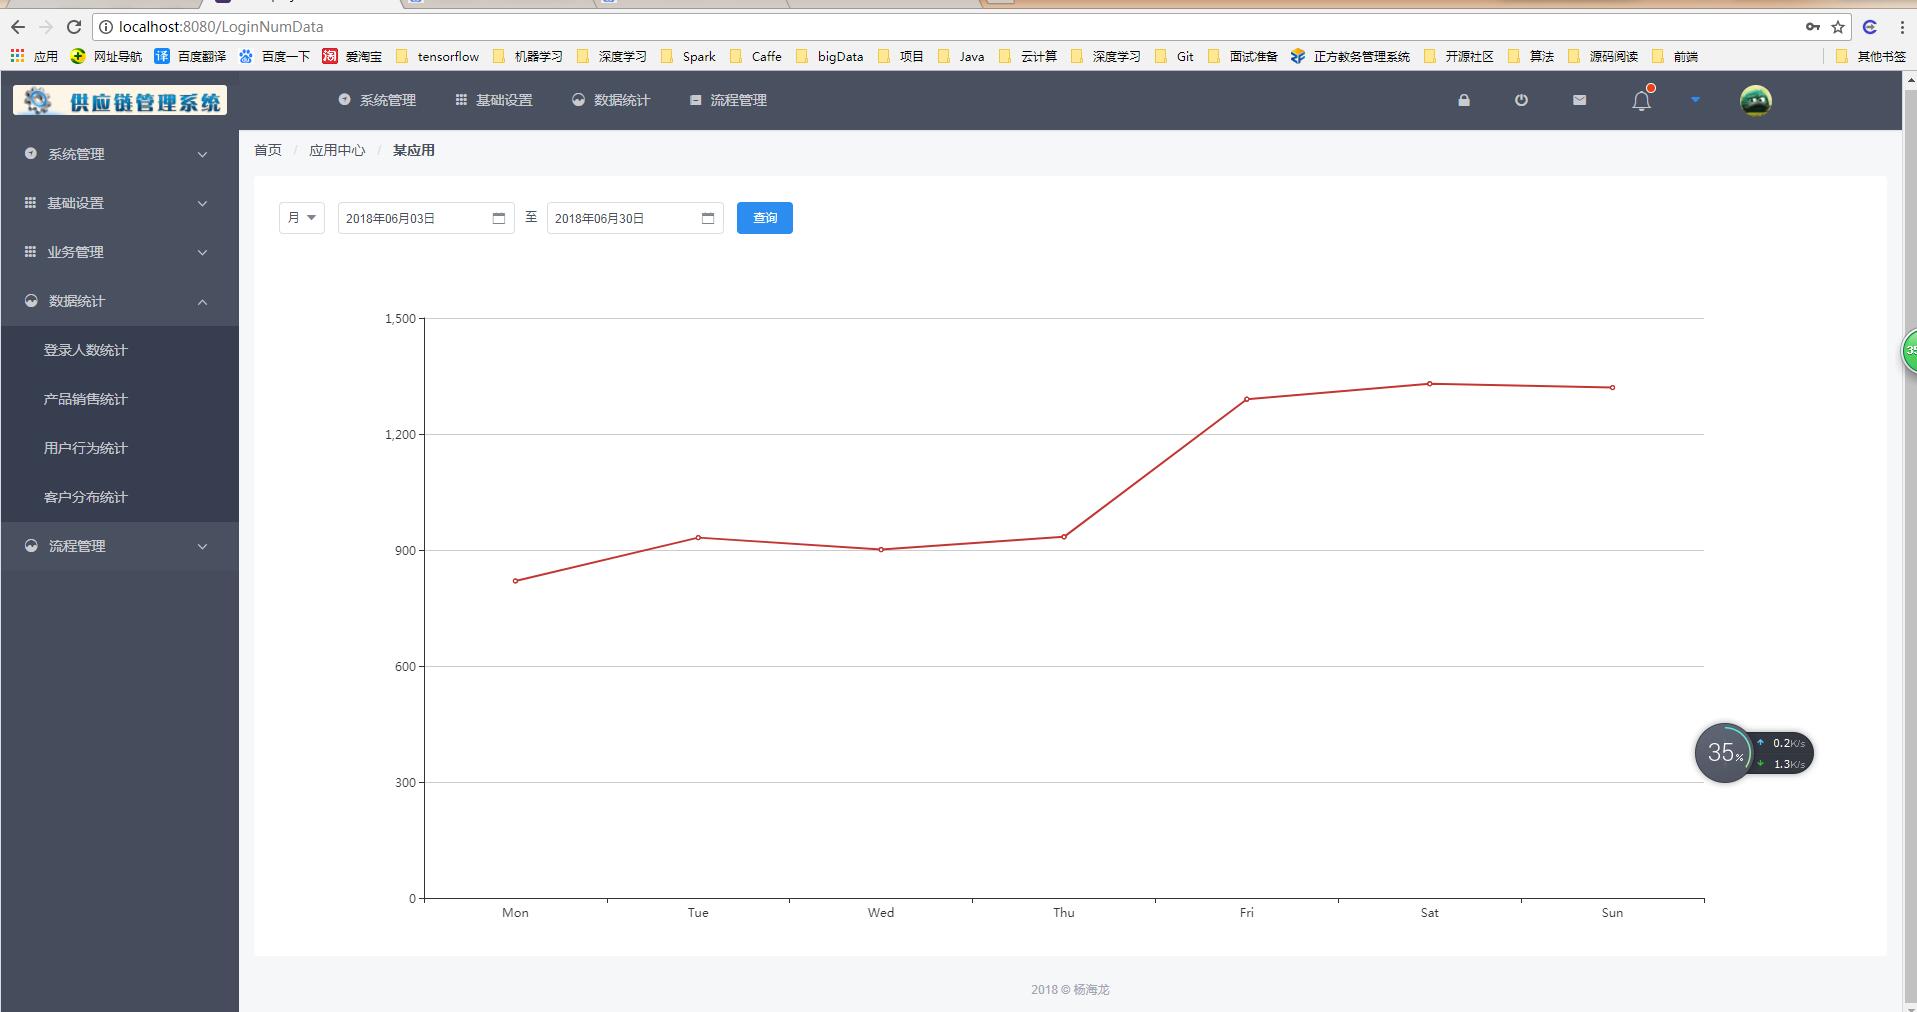 localhost:8080/LoginNumData
应用 网址导航 译 百度翻译 百度一下 淘 爱淘宝 tensorflow 机器学习 深度学习 Spark Caffe bigData 项目 Java 云计算 深度学习 Git 面试准备 正方教务管理系统 开源社区 算法 源码阅读 前端 其他书签
供应链管理系统 系统管理 基础设置 数据统计 流程管理
首页 / 应用中心 / 某应用
系统管理
基础设置
业务管理
数据统计
登录人数统计
产品销售统计
用户行为统计
客户分布统计
流程管理
月 2018年06月03日 至 2018年06月30日 查询
1,500
1,200
900
600
300
0
Mon Tue Wed Thu Fri Sat Sun
35
35% 0.2K/s
1.3K/s
2018 © 杨海龙